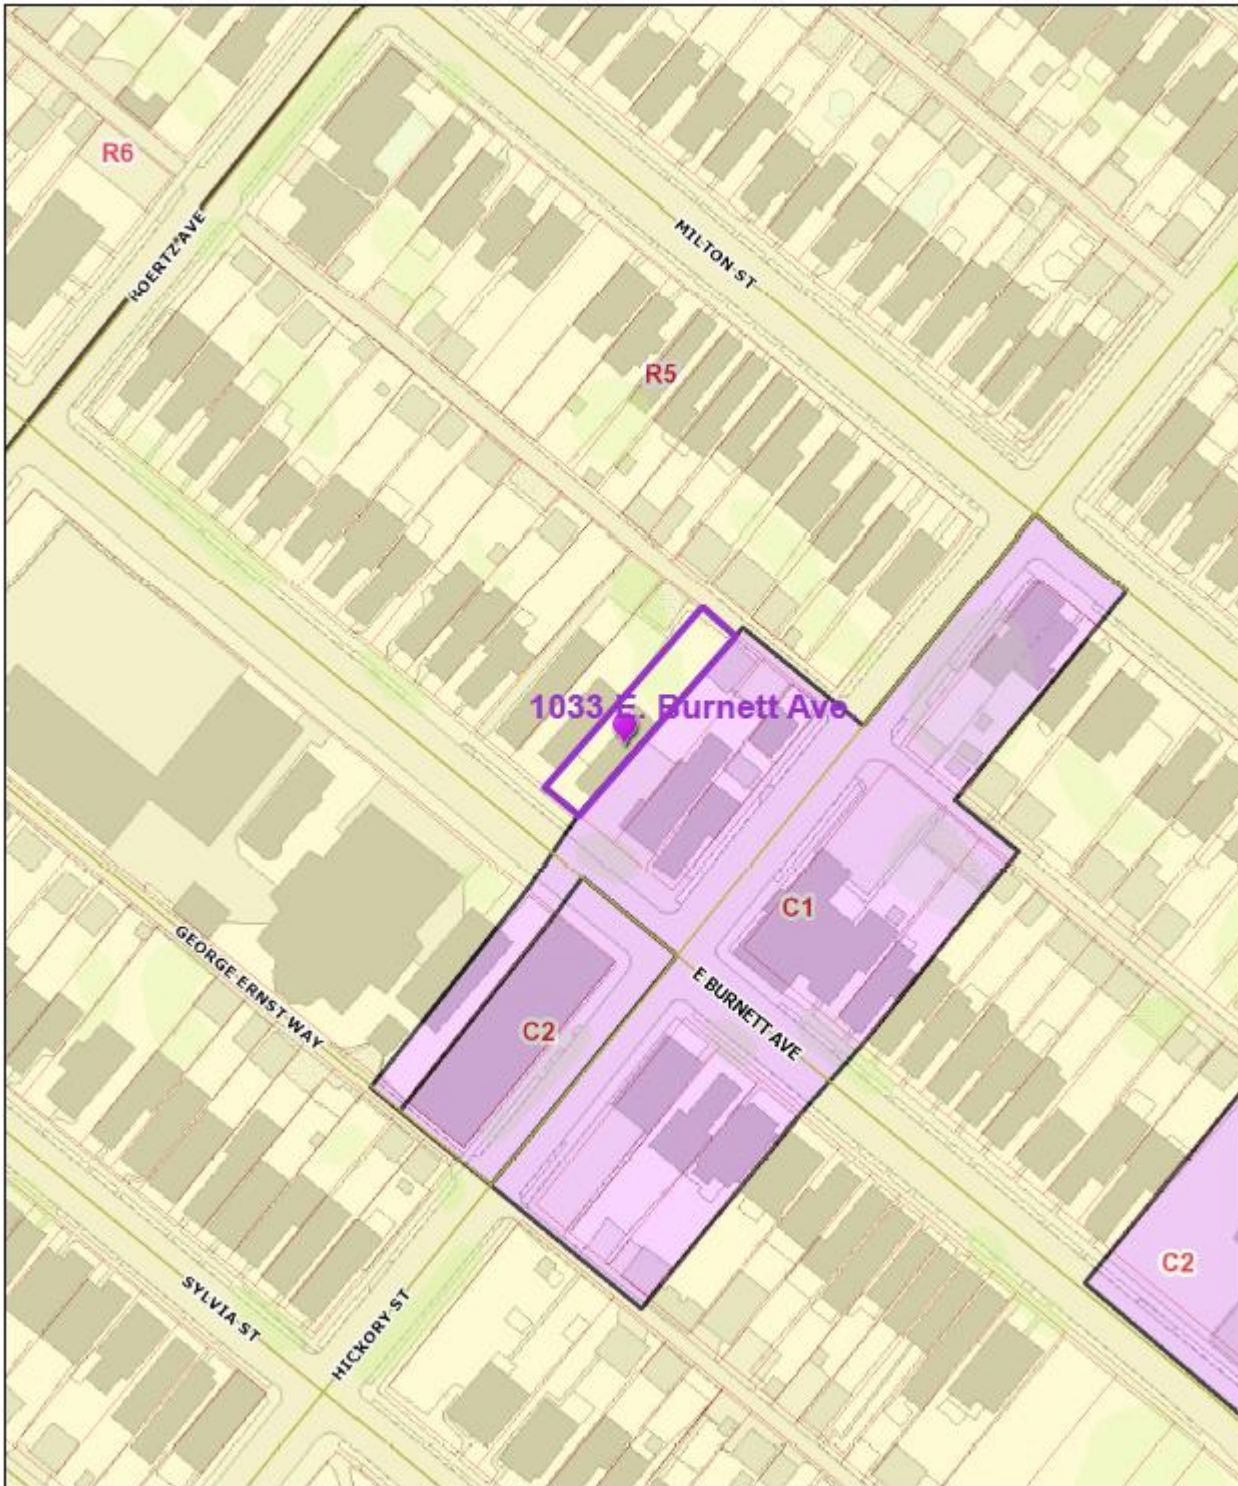 R6
KOERTZ AVE
MILTON ST
R5
1033 E. Burnett Ave
C1
E BURNETT AVE
C2
GEORGE ERNST WAY
C2
SYLVIA ST
HICKORY ST